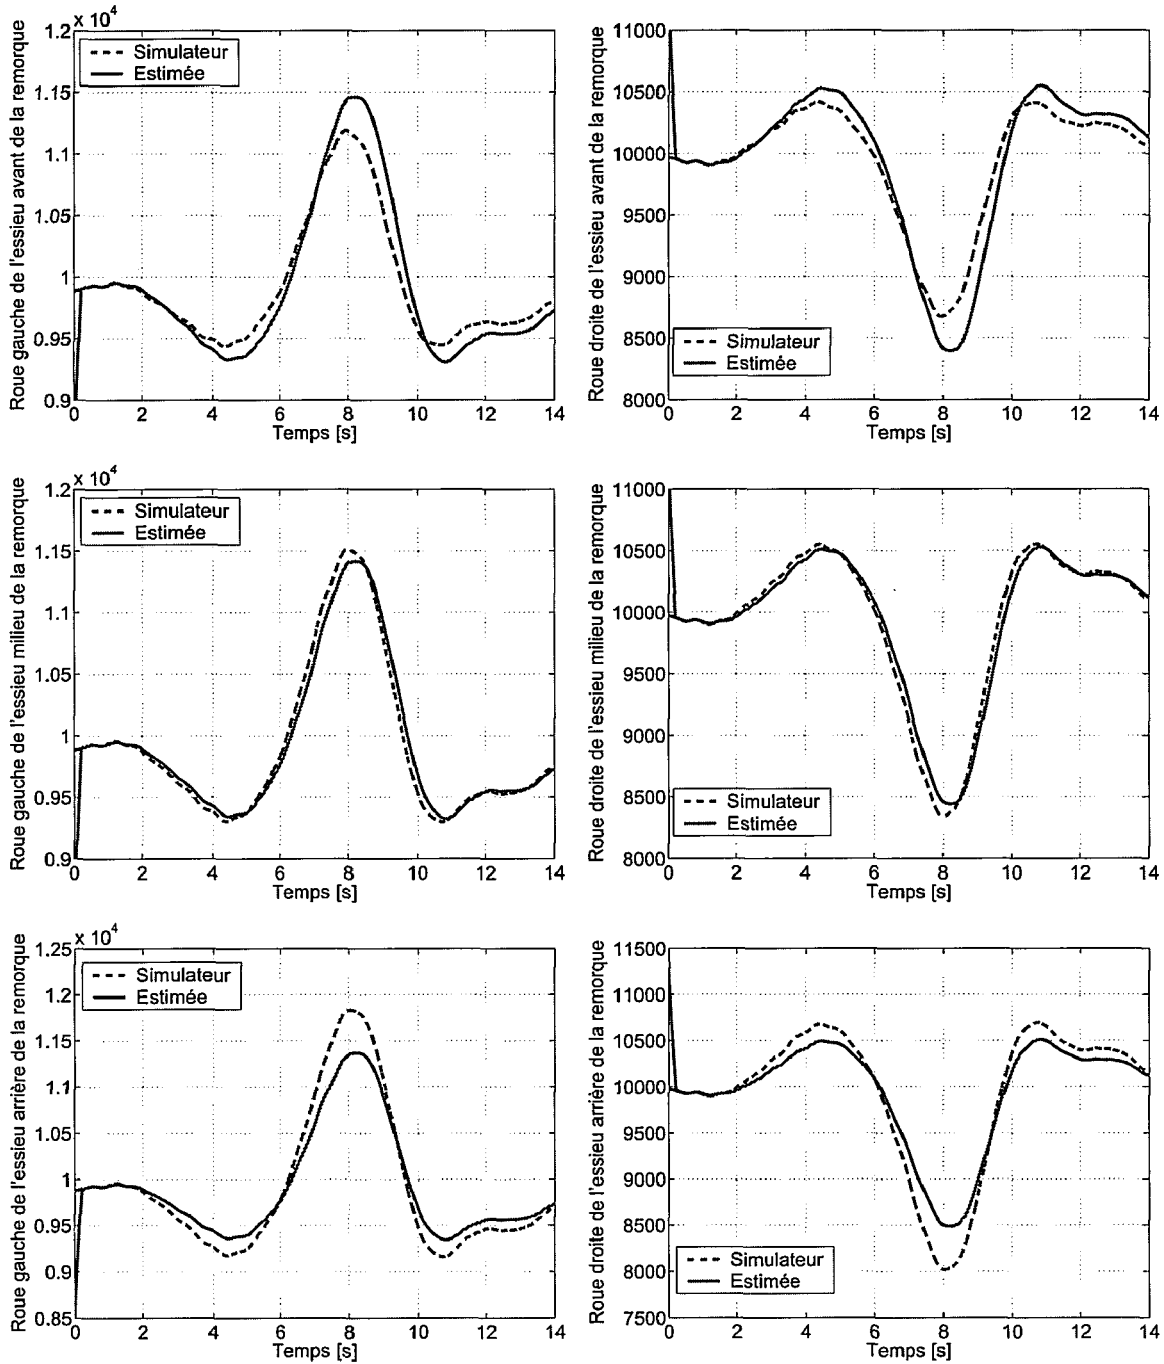 x 10⁴
1.2
1.15
1.1
1.05
1
0.95
0.9
0 2 4 6 8 10 12 14
Temps [s]
Roue gauche de l'essieu avant de la remorque
Simulateur
Estimée
11000
10500
10000
9500
9000
8500
8000
0 2 4 6 8 10 12 14
Temps [s]
Roue droite de l'essieu avant de la remorque
Simulateur
Estimée
x 10⁴
1.2
1.15
1.1
1.05
1
0.95
0.9
0 2 4 6 8 10 12 14
Temps [s]
Roue gauche de l'essieu milieu de la remorque
Simulateur
Estimée
11000
10500
10000
9500
9000
8500
8000
0 2 4 6 8 10 12 14
Temps [s]
Roue droite de l'essieu milieu de la remorque
Simulateur
Estimée
x 10⁴
1.25
1.2
1.15
1.1
1.05
1
0.95
0.9
0.85
0 2 4 6 8 10 12 14
Temps [s]
Roue gauche de l'essieu arrière de la remorque
Simulateur
Estimée
11500
11000
10500
10000
9500
9000
8500
8000
7500
0 2 4 6 8 10 12 14
Temps [s]
Roue droite de l'essieu arrière de la remorque
Simulateur
Estimée